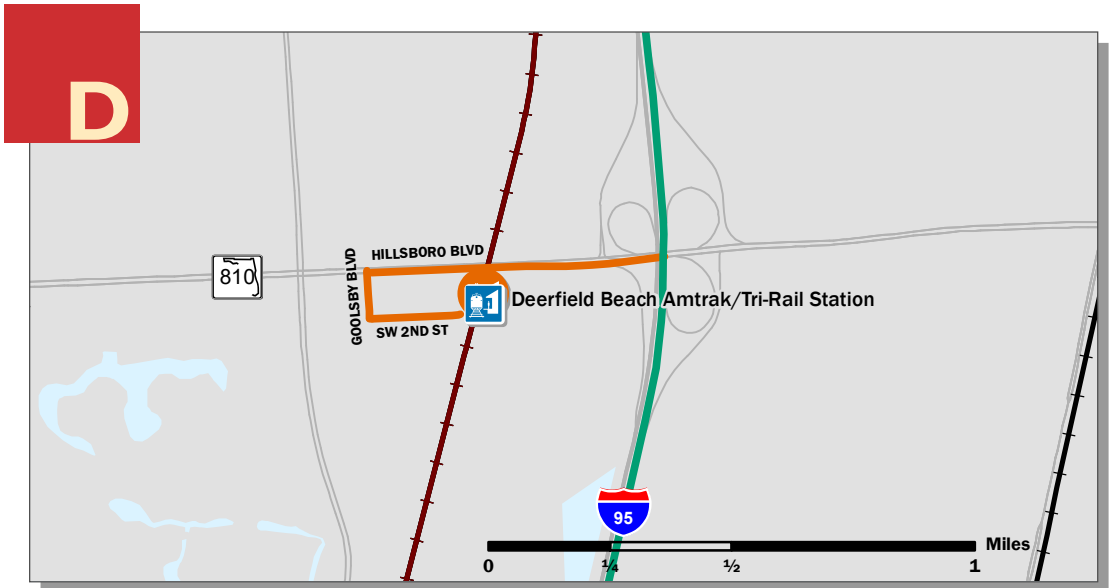 D
HILLSBORO BLVD
GOOLSBY BLVD
810
Deerfield Beach Amtrak/Tri-Rail Station
SW 2ND ST
95
Miles
0 ¼ ½ 1